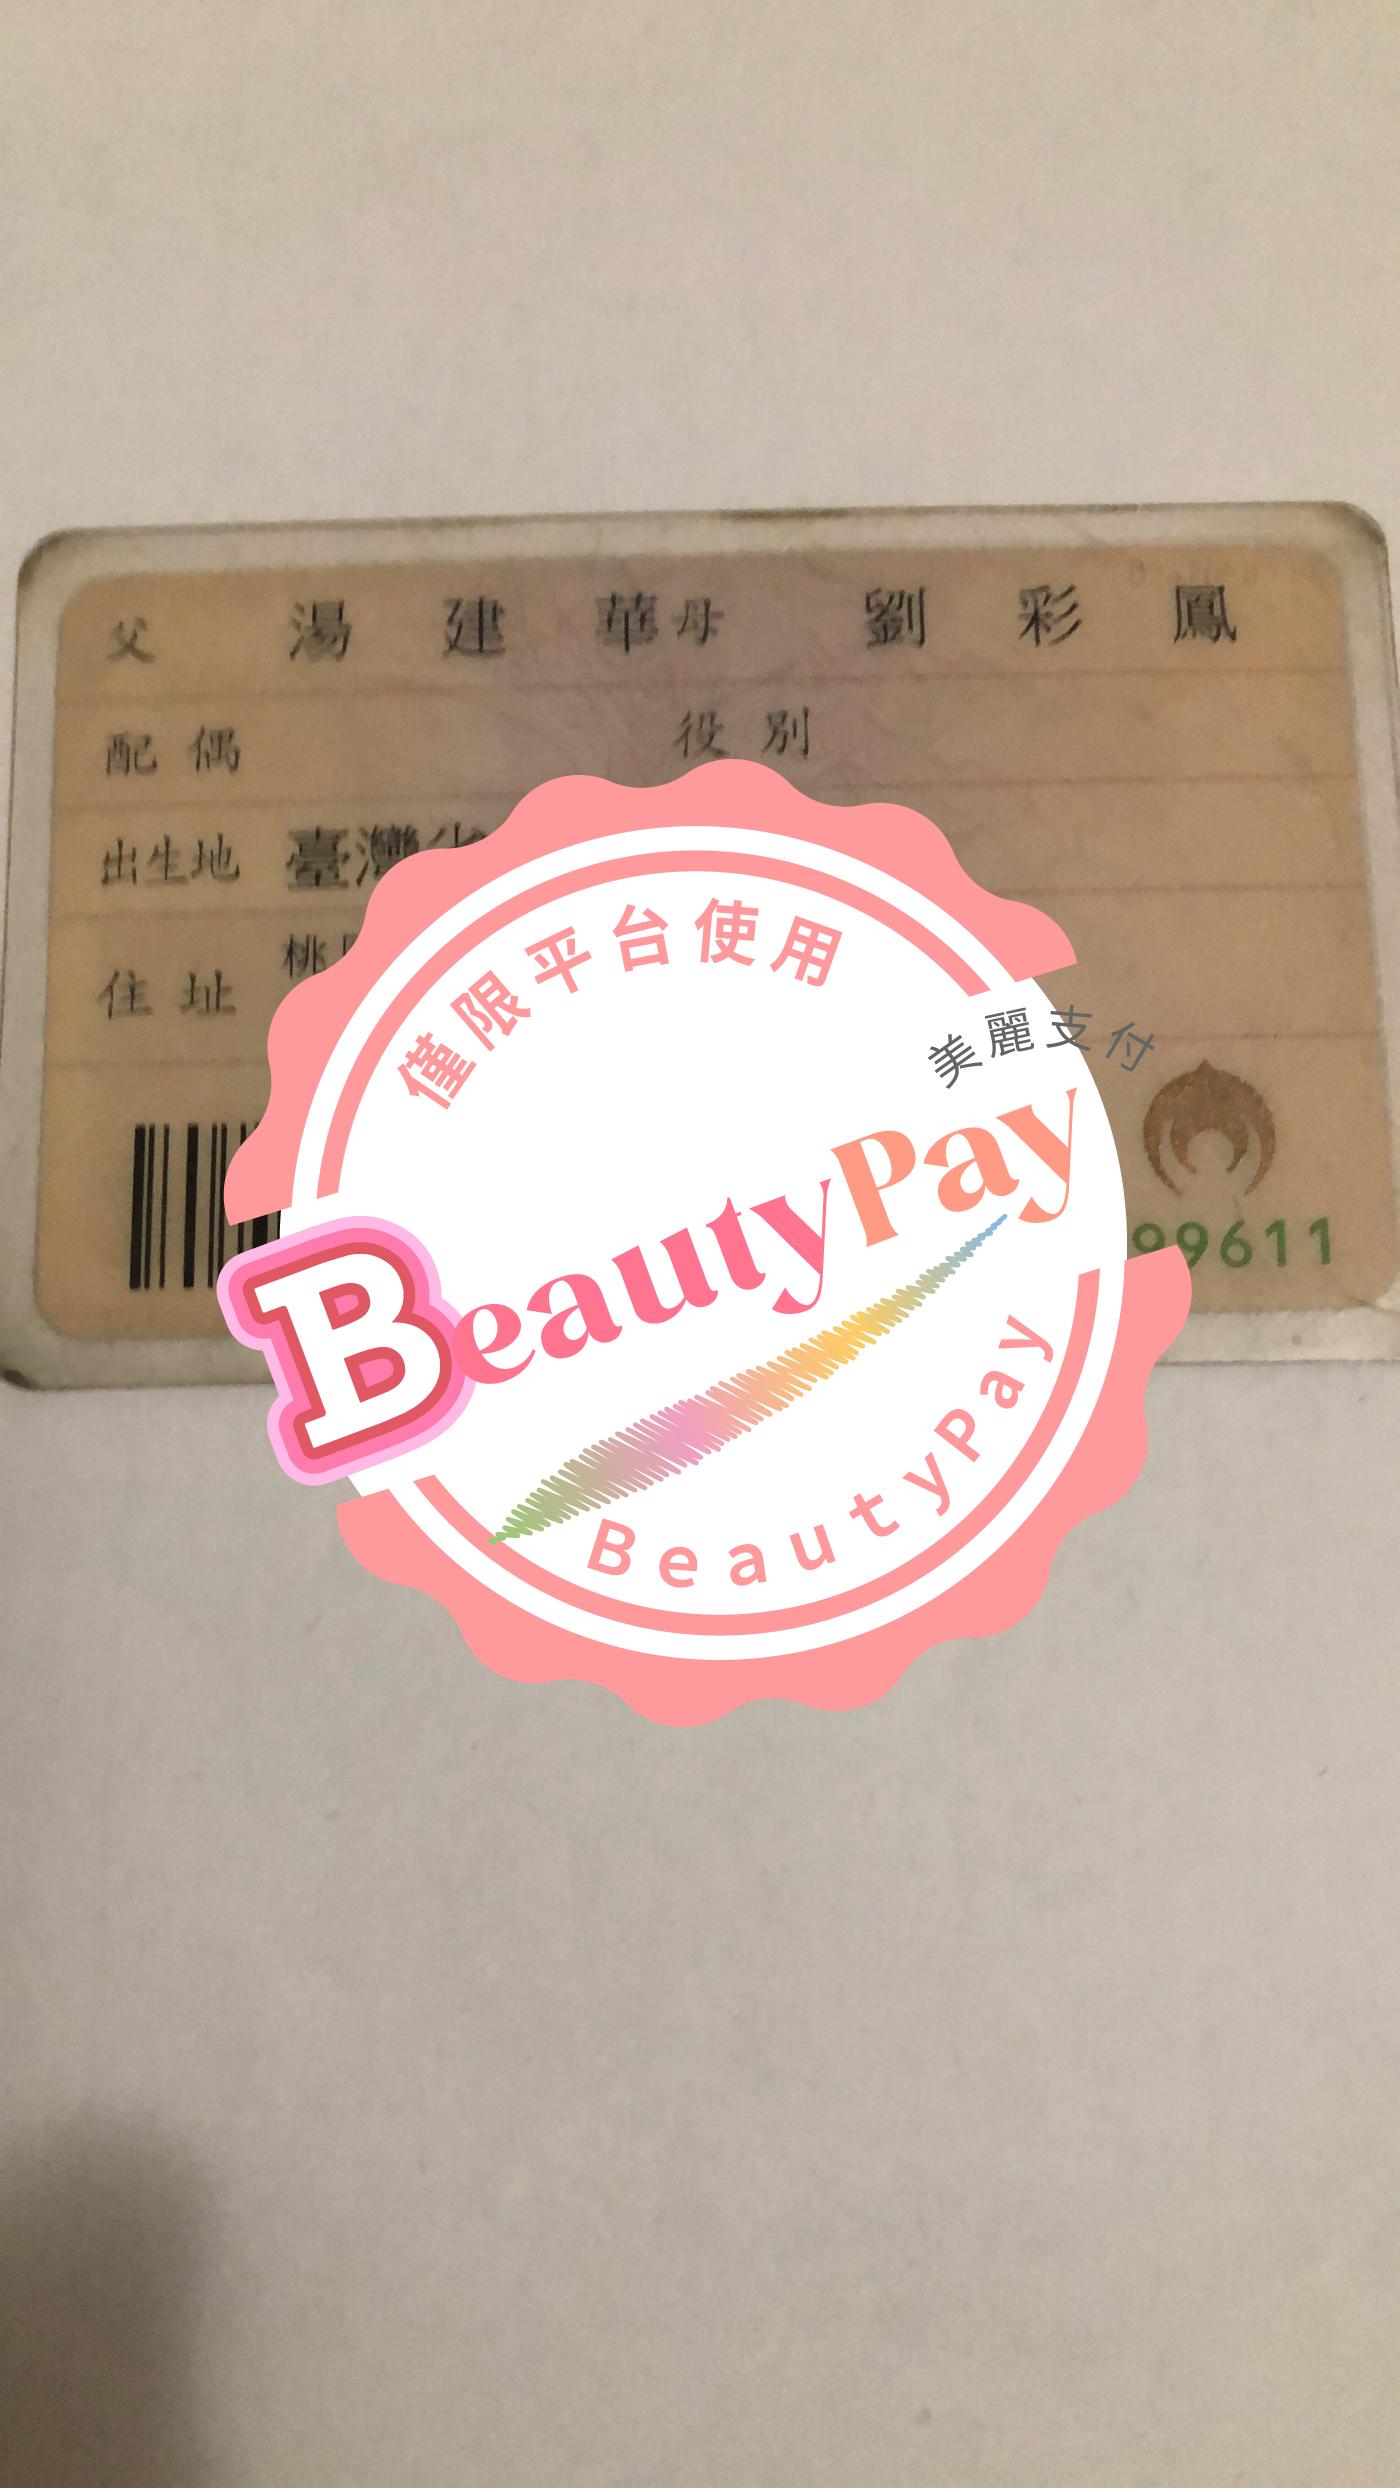 父 湯建華 母 劉彩鳳
配偶 役別
出生地 臺灣
住址 桃
僅限平台使用
美麗支付
BeautyPay
99611
BeautyPay